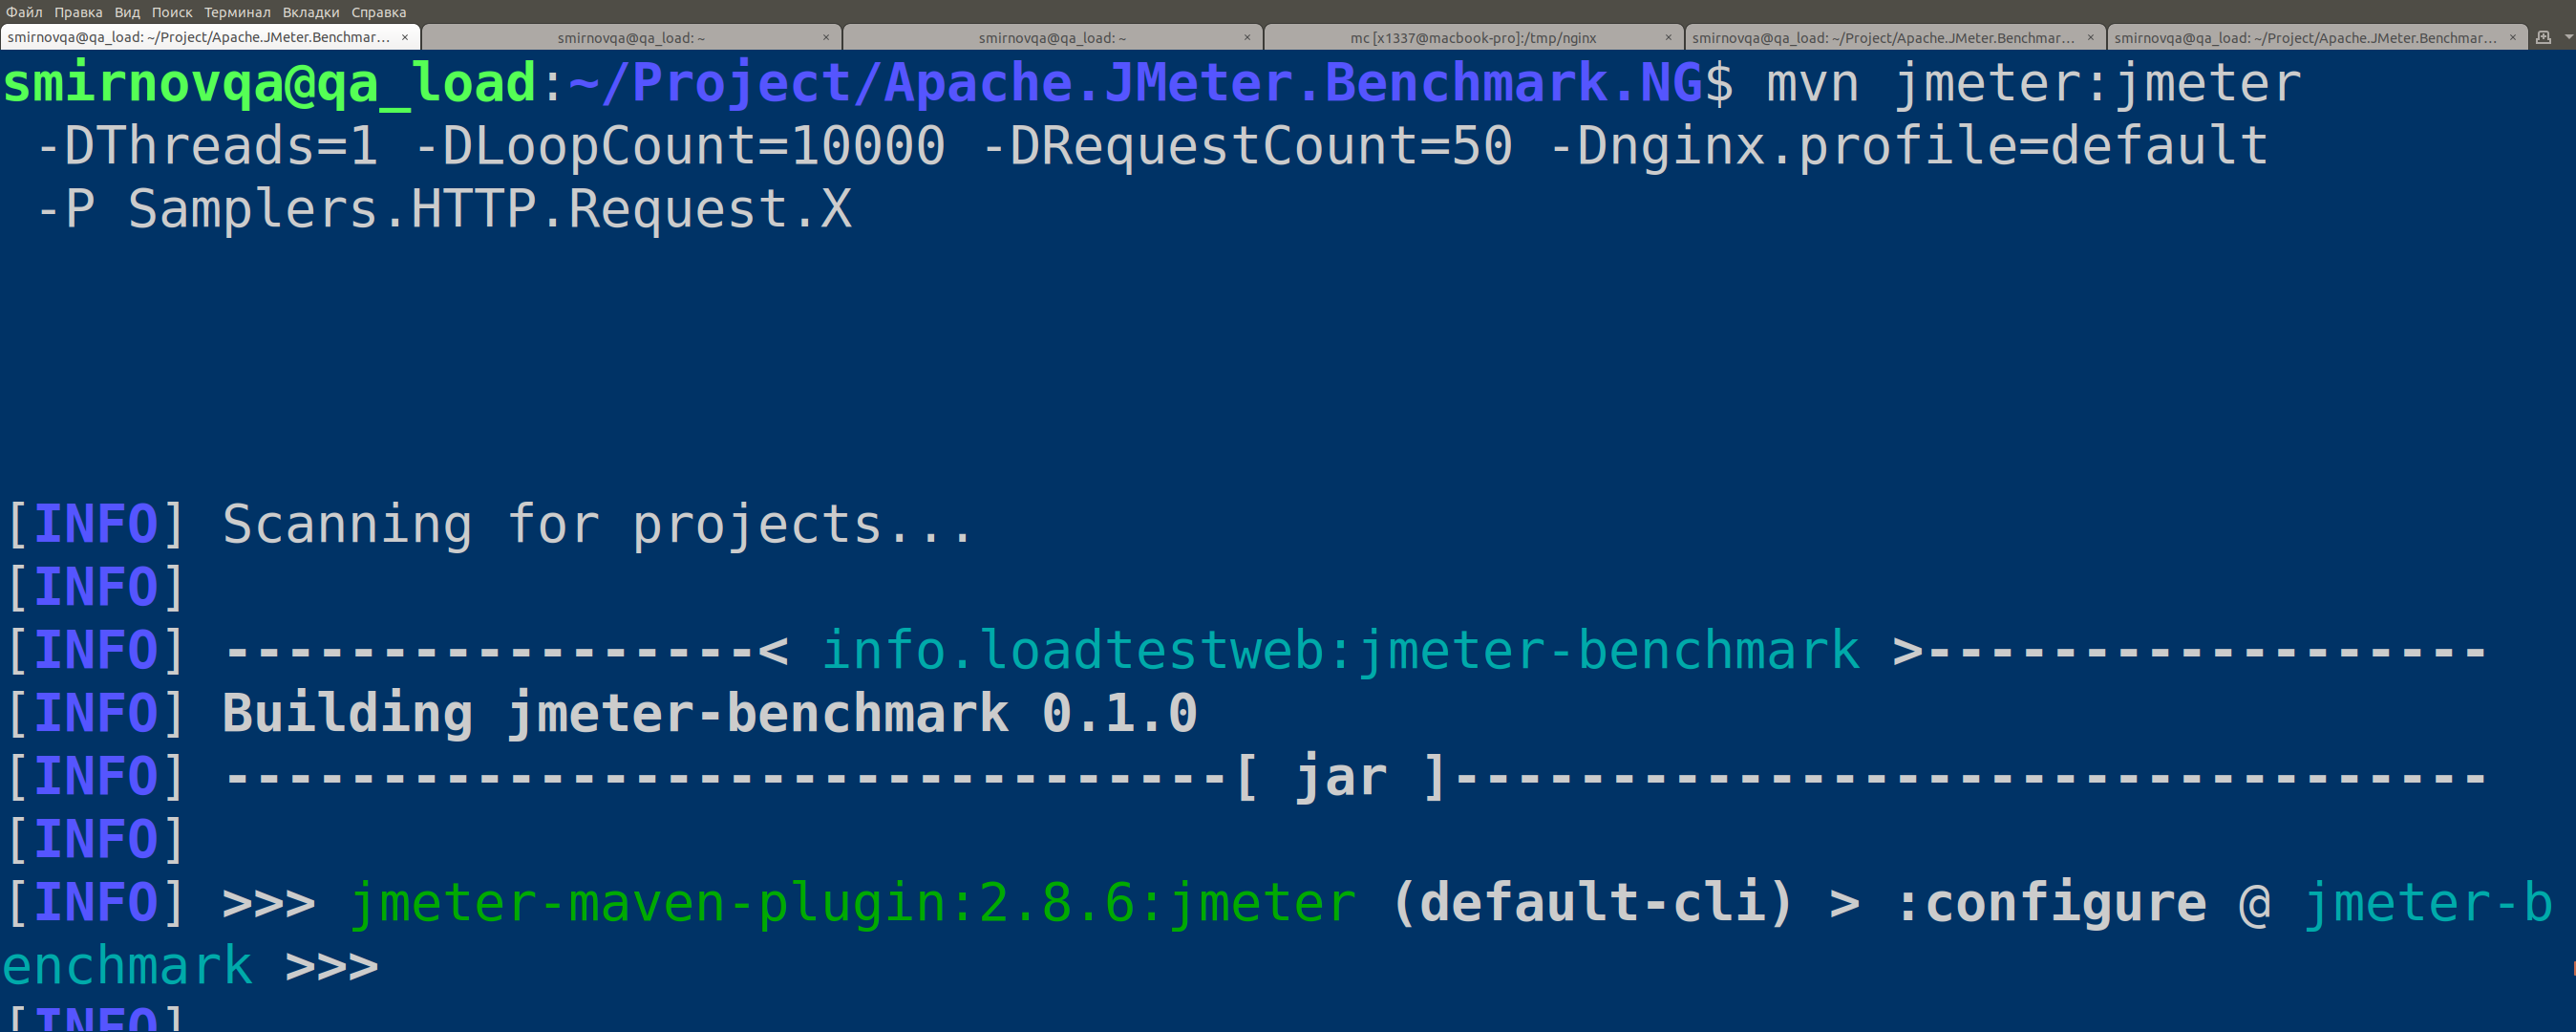 Файл Правка Вид Поиск Терминал Вкладки Справка
smirnovqa@qa_load: ~/Project/Apache.JMeter.Benchmar... × smirnovqa@qa_load: ~ × smirnovqa@qa_load: ~ × mc [x1337@macbook-pro]:/tmp/nginx × smirnovqa@qa_load: ~/Project/Apache.JMeter.Benchmar... × smirnovqa@qa_load: ~/Project/Apache.JMeter.Benchmar... ×
smirnovqa@qa_load:~/Project/Apache.JMeter.Benchmark.NG$ mvn jmeter:jmeter
-DThreads=1 -DLoopCount=10000 -DRequestCount=50 -Dnginx.profile=default
-P Samplers.HTTP.Request.X
[INFO] Scanning for projects...
[INFO]
[INFO] -----------------< info.loadtestweb:jmeter-benchmark >------------------
[INFO] Building jmeter-benchmark 0.1.0
[INFO] --------------------------------[ jar ]---------------------------------
[INFO]
[INFO] >>> jmeter-maven-plugin:2.8.6:jmeter (default-cli) > :configure @ jmeter-b
enchmark >>>
[INFO]